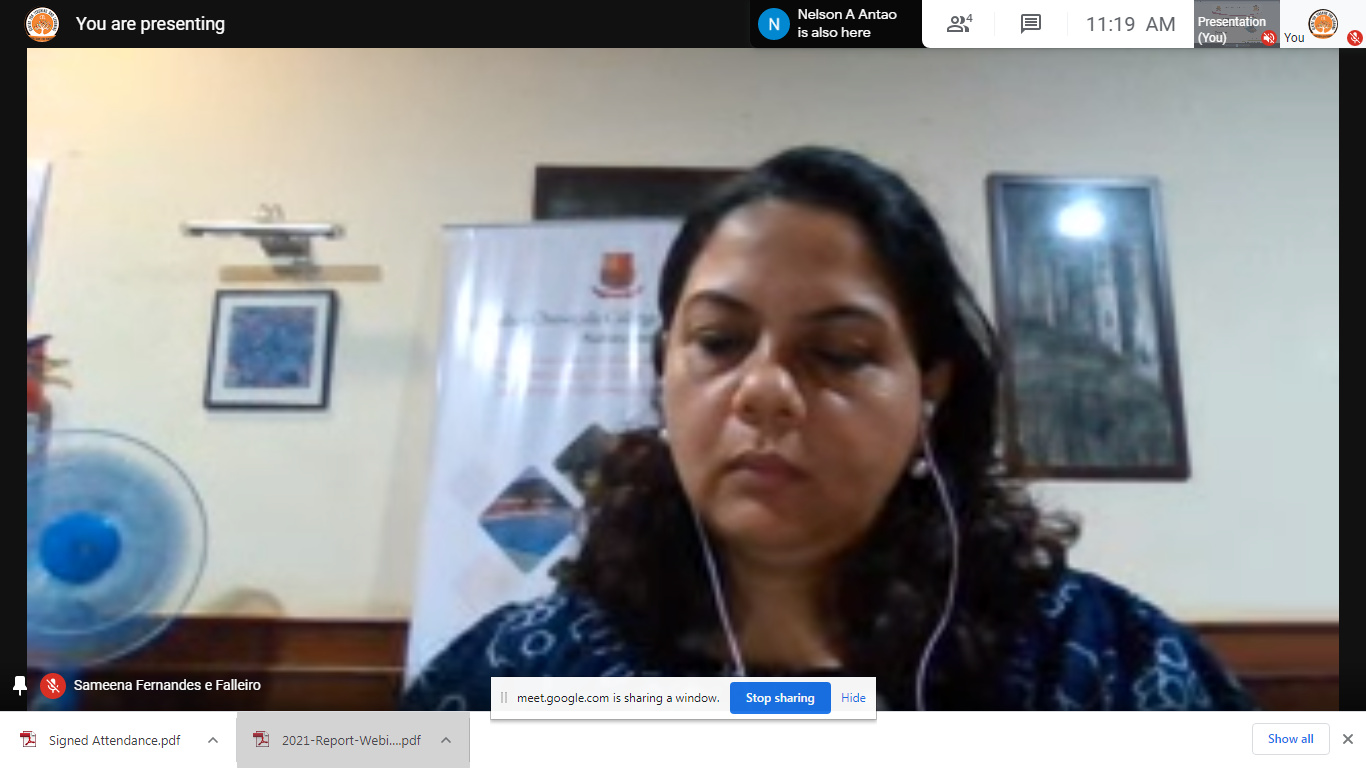 You are presenting
N
Nelson A Antao
is also here
4
11:19 AM
Presentation
(You)
You
Sameena Fernandes e Falleiro
meet.google.com is sharing a window.
Stop sharing
Hide
Signed Attendance.pdf
2021-Report-Webi....pdf
Show all